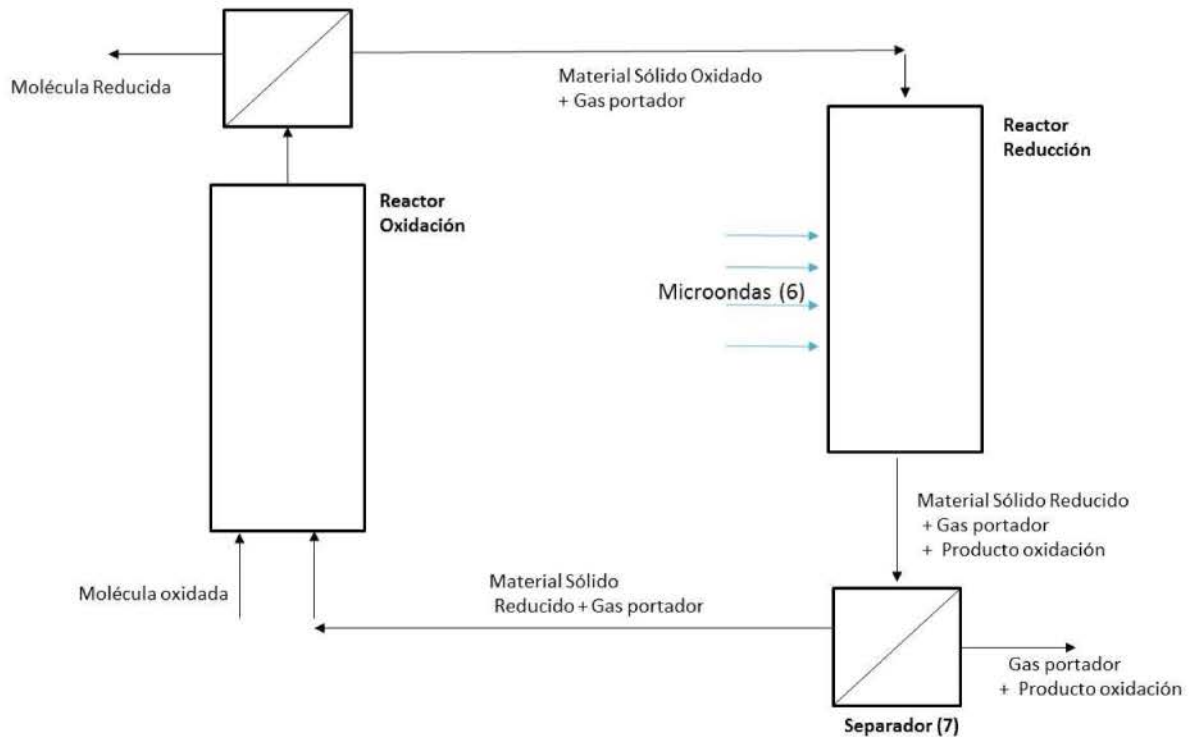 Molécula Reducida
Material Sólido Oxidado
+ Gas portador
Reactor
Reducción
Reactor
Oxidación
Microondas (6)
Material Sólido Reducido
+ Gas portador
+ Producto oxidación
Molécula oxidada
Material Sólido
Reducido + Gas portador
Gas portador
+ Producto oxidación
Separador (7)